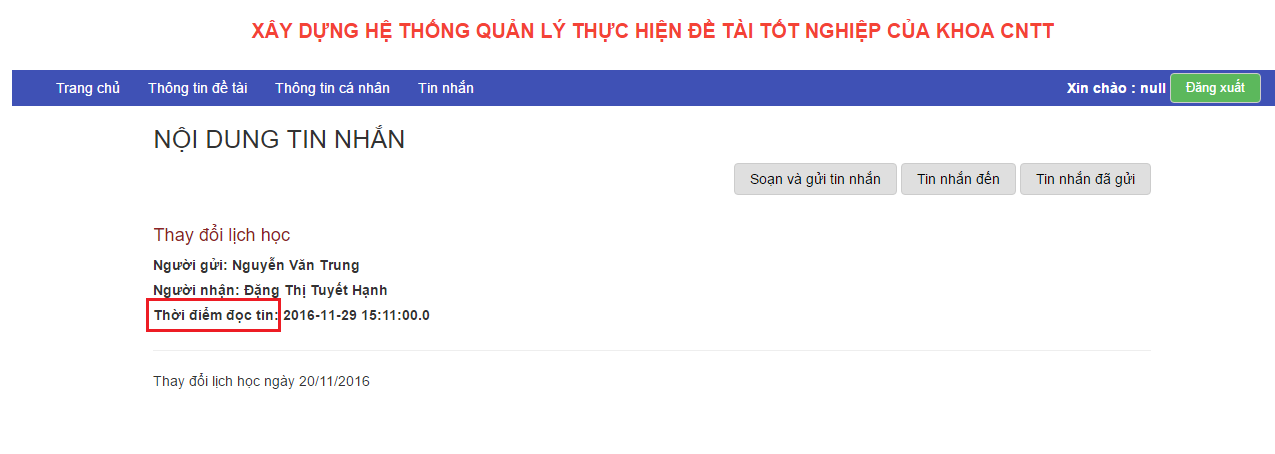 XÂY DỰNG HỆ THỐNG QUẢN LÝ THỰC HIỆN ĐỀ TÀI TỐT NGHIỆP CỦA KHOA CNTT
Trang chủ Thông tin đề tài Thông tin cá nhân Tin nhắn Xin chào : null Đăng xuất
NỘI DUNG TIN NHẮN
Soạn và gửi tin nhắn Tin nhắn đến Tin nhắn đã gửi
Thay đổi lịch học
Người gửi: Nguyễn Văn Trung
Người nhận: Đặng Thị Tuyết Hạnh
Thời điểm đọc tin: 2016-11-29 15:11:00.0
Thay đổi lịch học ngày 20/11/2016